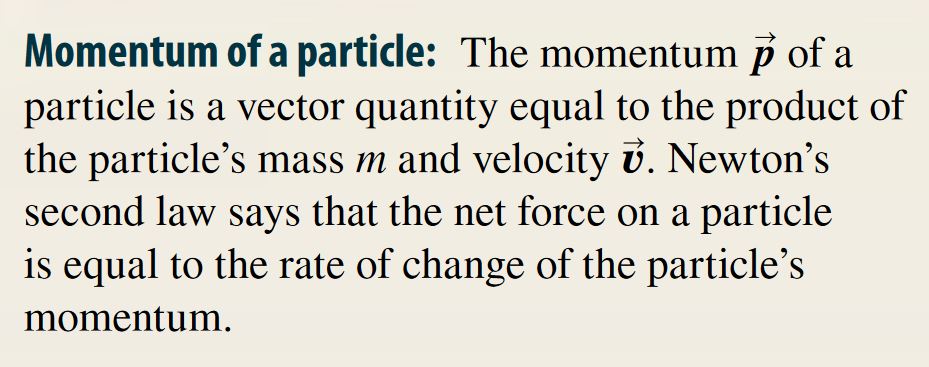 Momentum of a particle: The momentum p⃗ of a
particle is a vector quantity equal to the product of
the particle’s mass m and velocity v⃗. Newton’s
second law says that the net force on a particle
is equal to the rate of change of the particle’s
momentum.